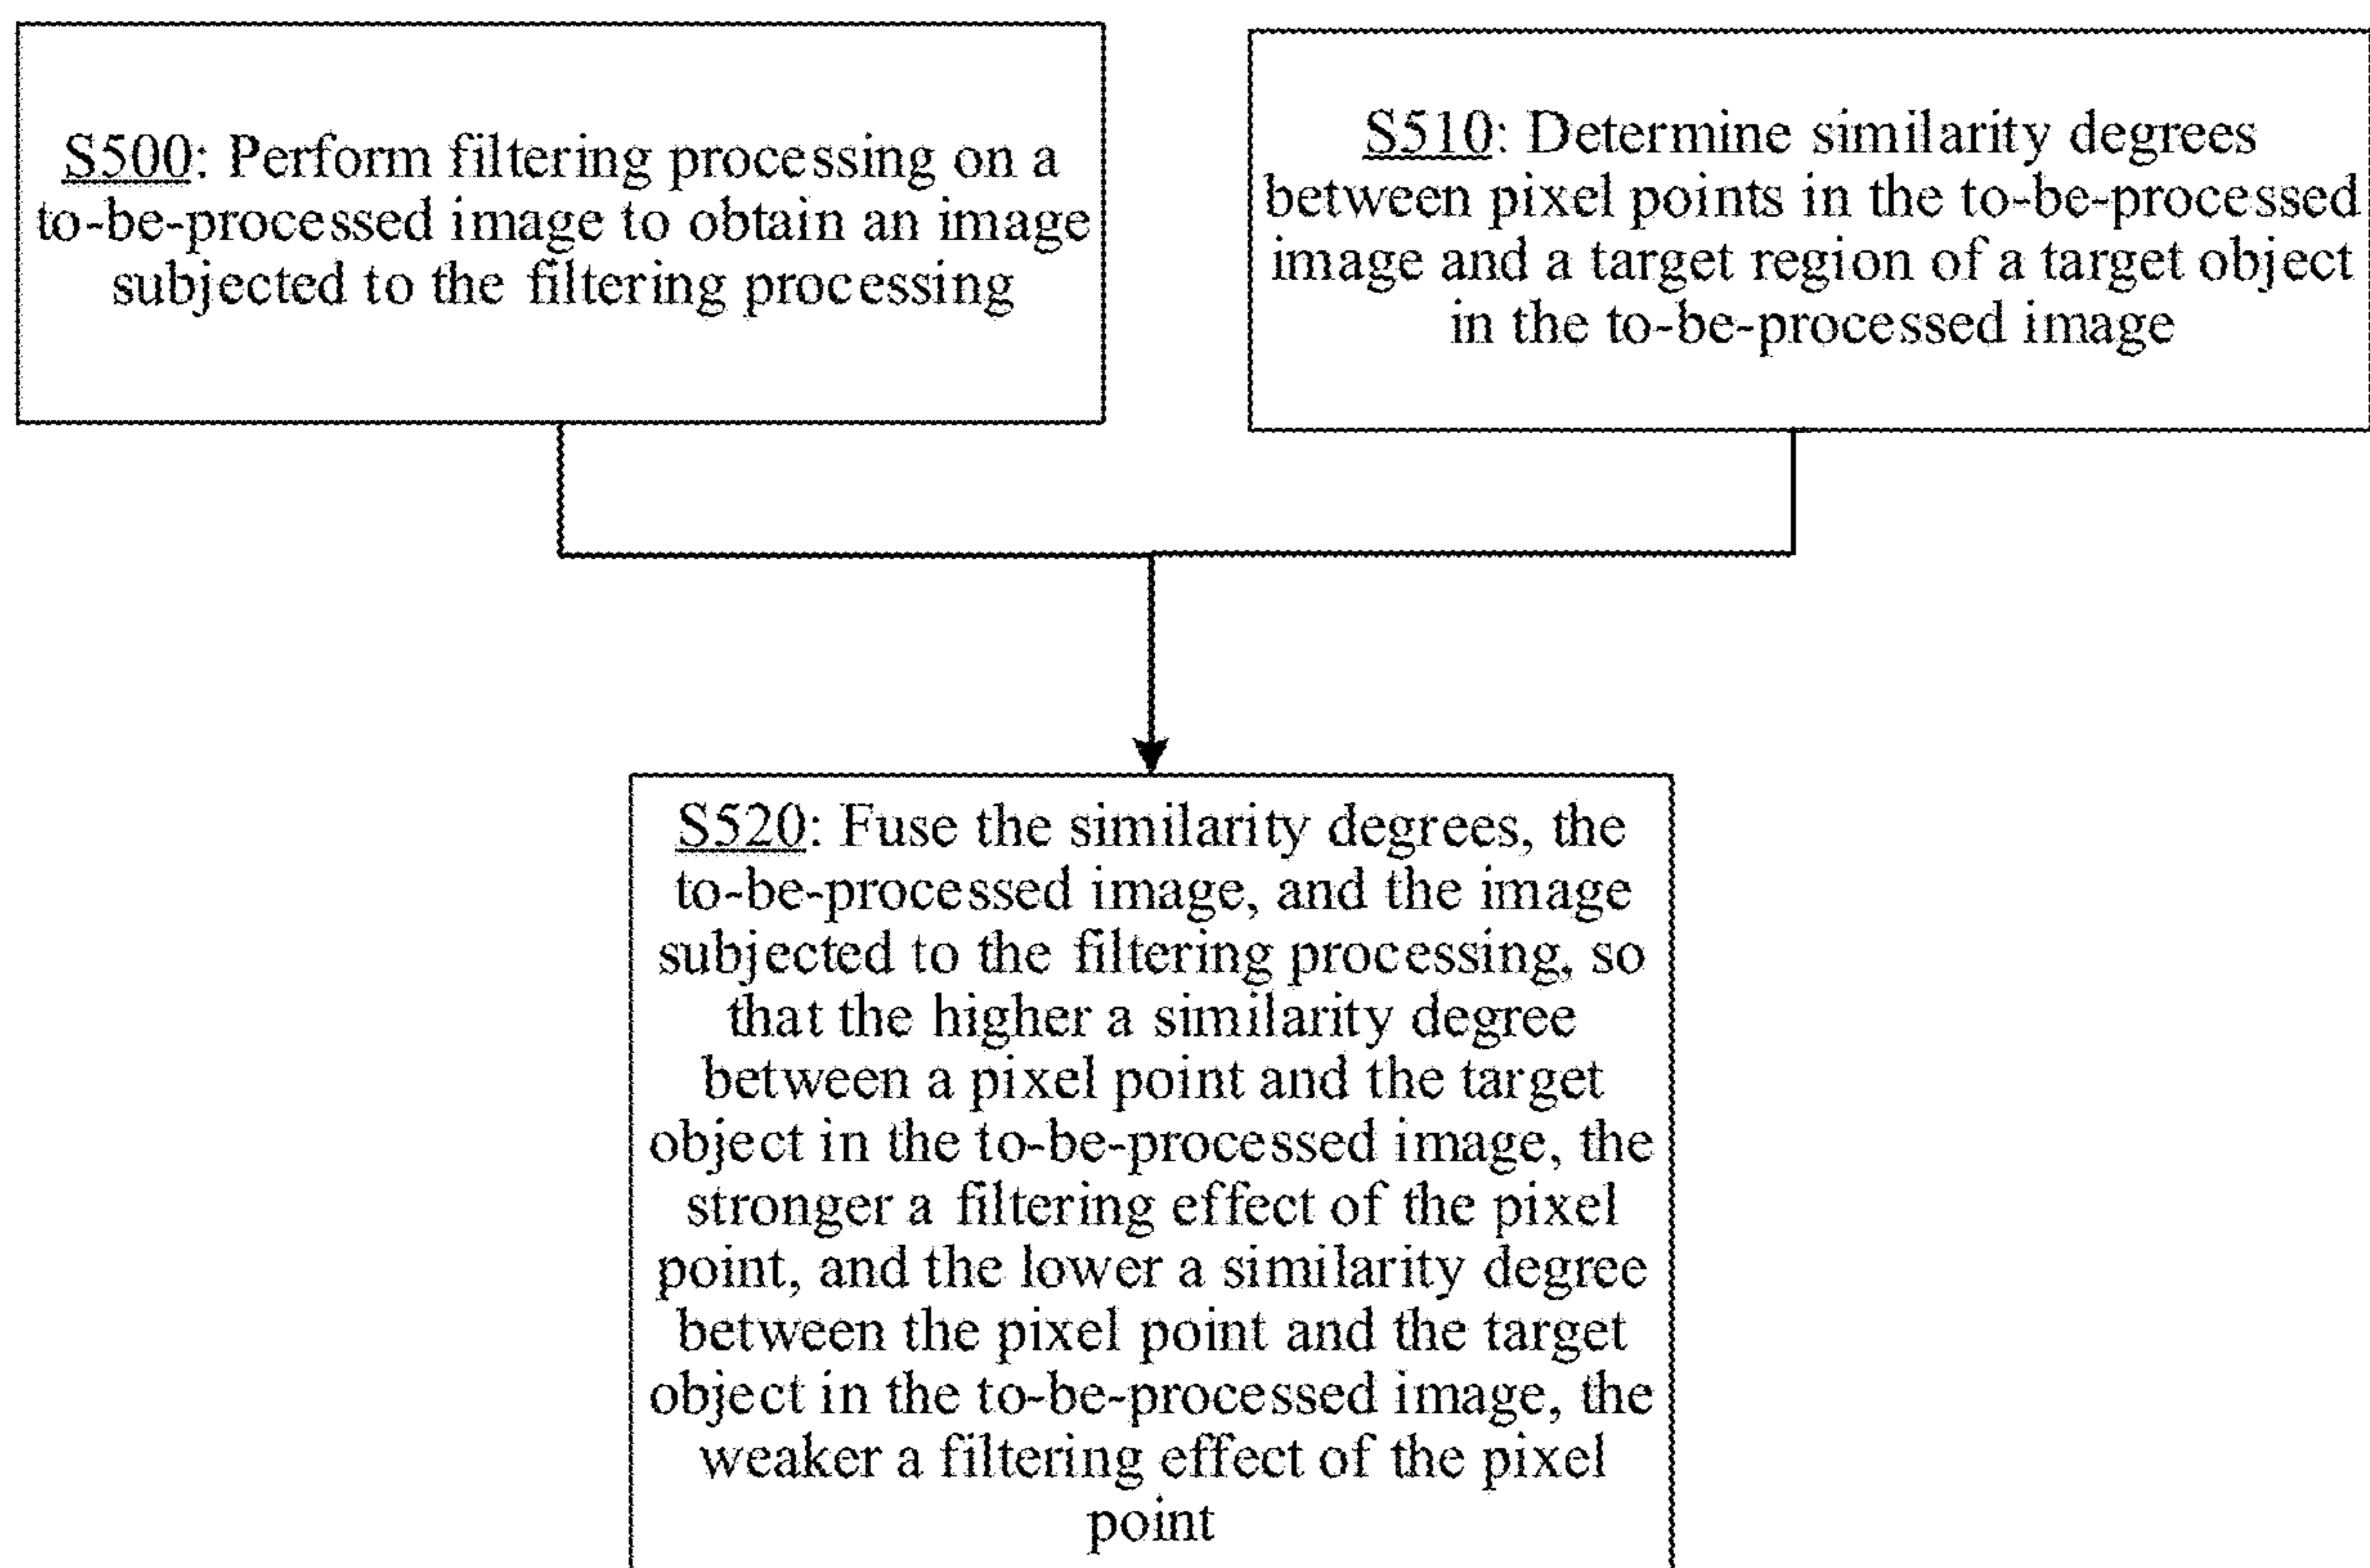 S500: Perform filtering processing on a
to-be-processed image to obtain an image
subjected to the filtering processing
S510: Determine similarity degrees
between pixel points in the to-be-processed
image and a target region of a target object
in the to-be-processed image
S520: Fuse the similarity degrees, the
to-be-processed image, and the image
subjected to the filtering processing, so
that the higher a similarity degree
between a pixel point and the target
object in the to-be-processed image, the
stronger a filtering effect of the pixel
point, and the lower a similarity degree
between the pixel point and the target
object in the to-be-processed image, the
weaker a filtering effect of the pixel
point